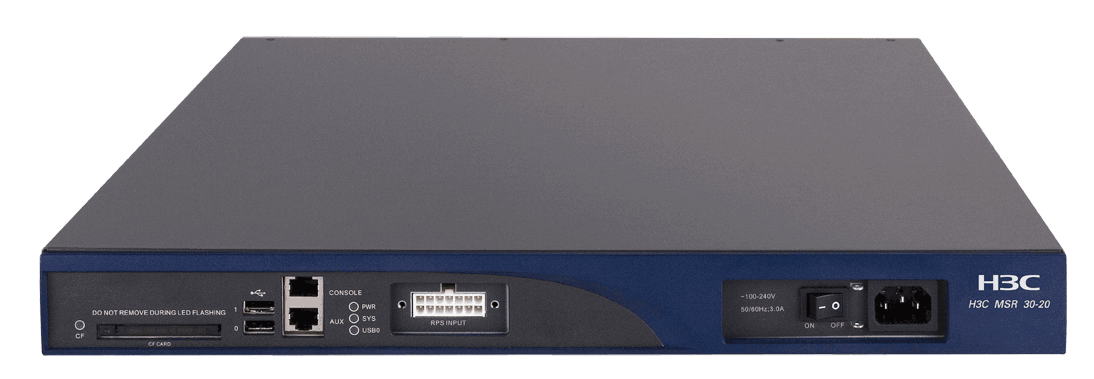 H3C
H3C MSR 30-20
DO NOT REMOVE DURING LED FLASHING
CF
CF CARD
1
0
CONSOLE
AUX
PWR
SYS
USB0
RPS INPUT
~100-240V
50/60Hz;3.0A
ON OFF